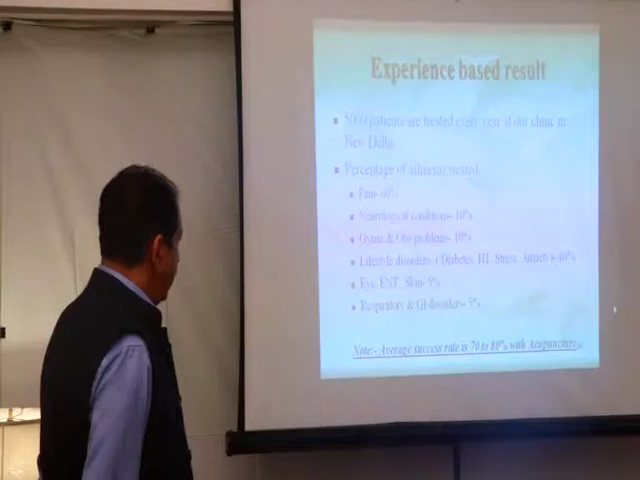 Experience based result
5000 patients are treated every year at our clinic in
New Delhi
Percentage of ailments treated
Pain- 60%
Neurological conditions- 10%
Gynae & Obs problems- 10%
Lifestyle disorders- ( Diabetes, HT, Stress, Anxiety)- 10%
Eye, ENT, Skin- 5%
Respiratory & GI disorders- 5%
Note:- Average success rate is 70 to 80% with Acupuncture.